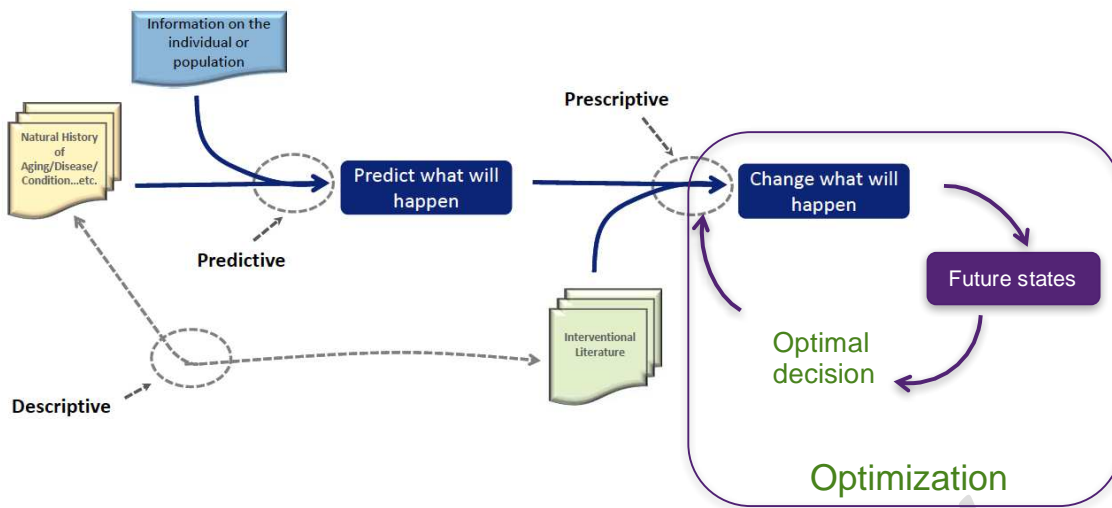 Information on the
individual or
population
Prescriptive
Natural History
of
Aging/Disease/
Condition...etc.
Predict what will
happen
Change what will
happen
Predictive
Future states
Interventional
Literature
Optimal
decision
Descriptive
Optimization